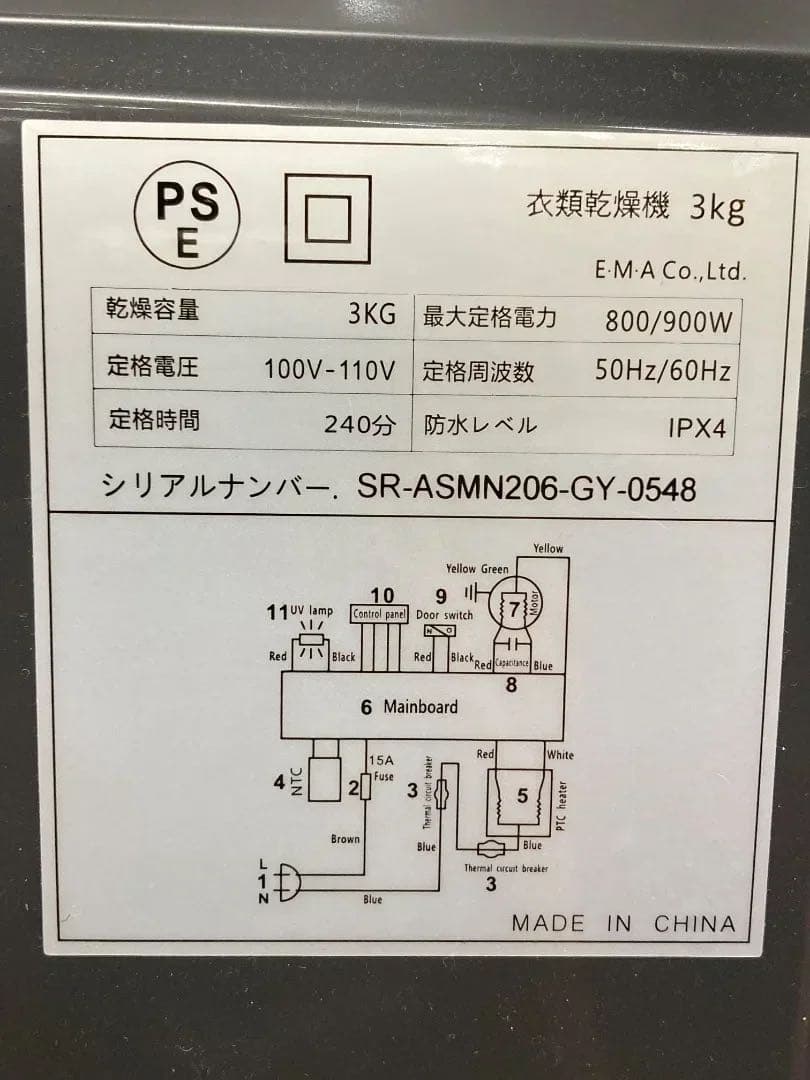 PS
E
衣類乾燥機 3kg
E·M·A Co.,Ltd.
乾燥容量 3KG 最大定格電力 800/900W
定格電圧 100V-110V 定格周波数 50Hz/60Hz
定格時間 240分 防水レベル IPX4
シリアルナンバー. SR-ASMN206-GY-0548
Yellow
Yellow Green
11 UV lamp
10
Control panel
9
Door switch
N O
7
Motor
Red
Black
Red
Black
Red
Capacitance
Blue
8
6 Mainboard
4
NTC
2
15A
Fuse
3
Thermal circuit breaker
Red
White
5
PTC heater
Brown
Blue
Blue
Thermal circuit breaker
3
L
1
N
Blue
MADE IN CHINA